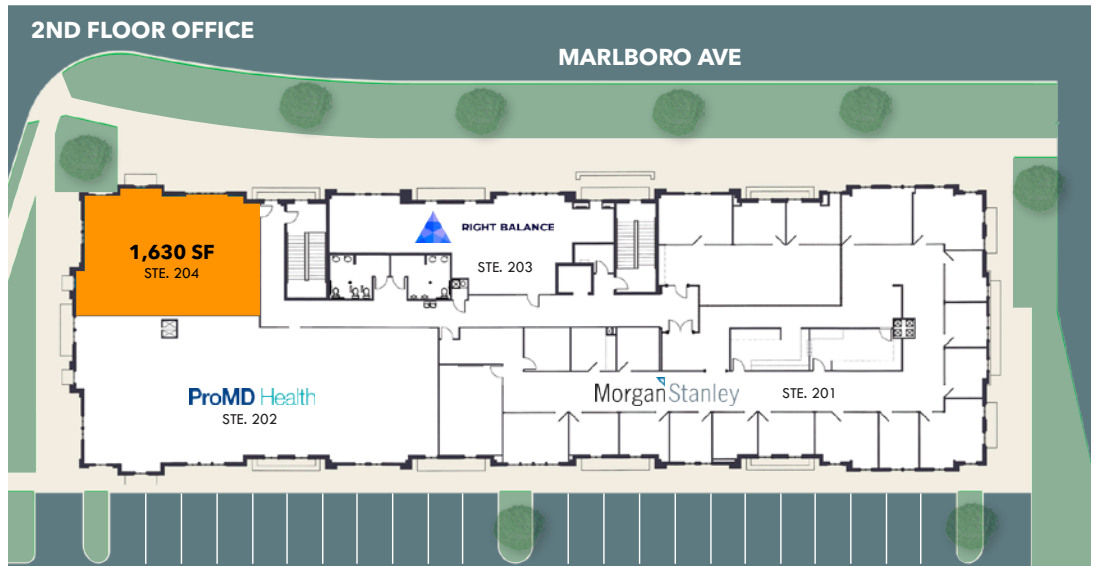 2ND FLOOR OFFICE
MARLBORO AVE
1,630 SF
STE. 204
RIGHT BALANCE
STE. 203
ProMD Health
STE. 202
Morgan Stanley
STE. 201